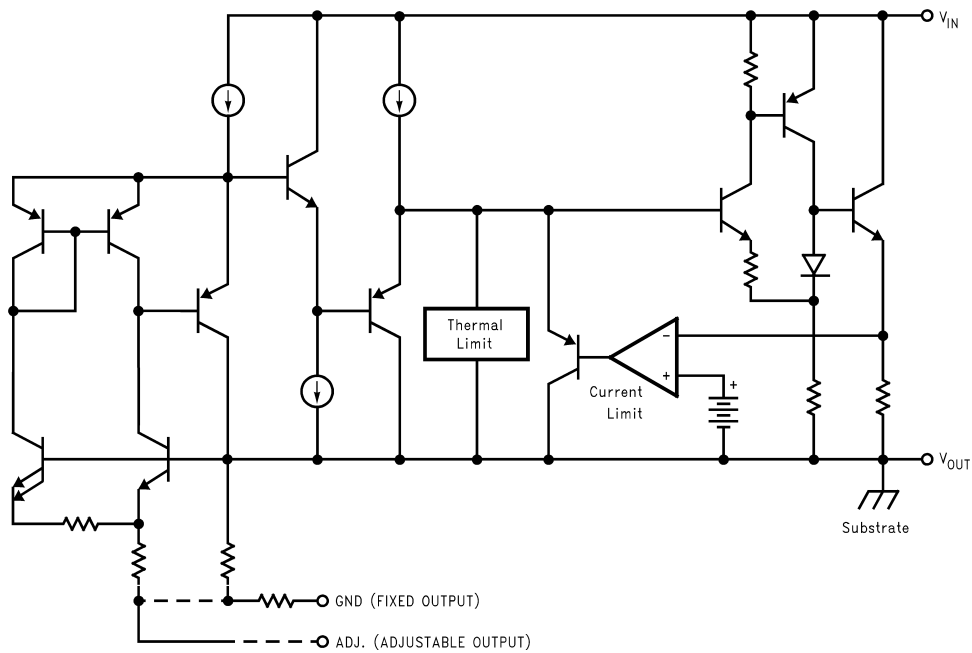 V_IN
Thermal
Limit
−
+
+
Current
Limit
V_OUT
Substrate
GND (FIXED OUTPUT)
ADJ. (ADJUSTABLE OUTPUT)